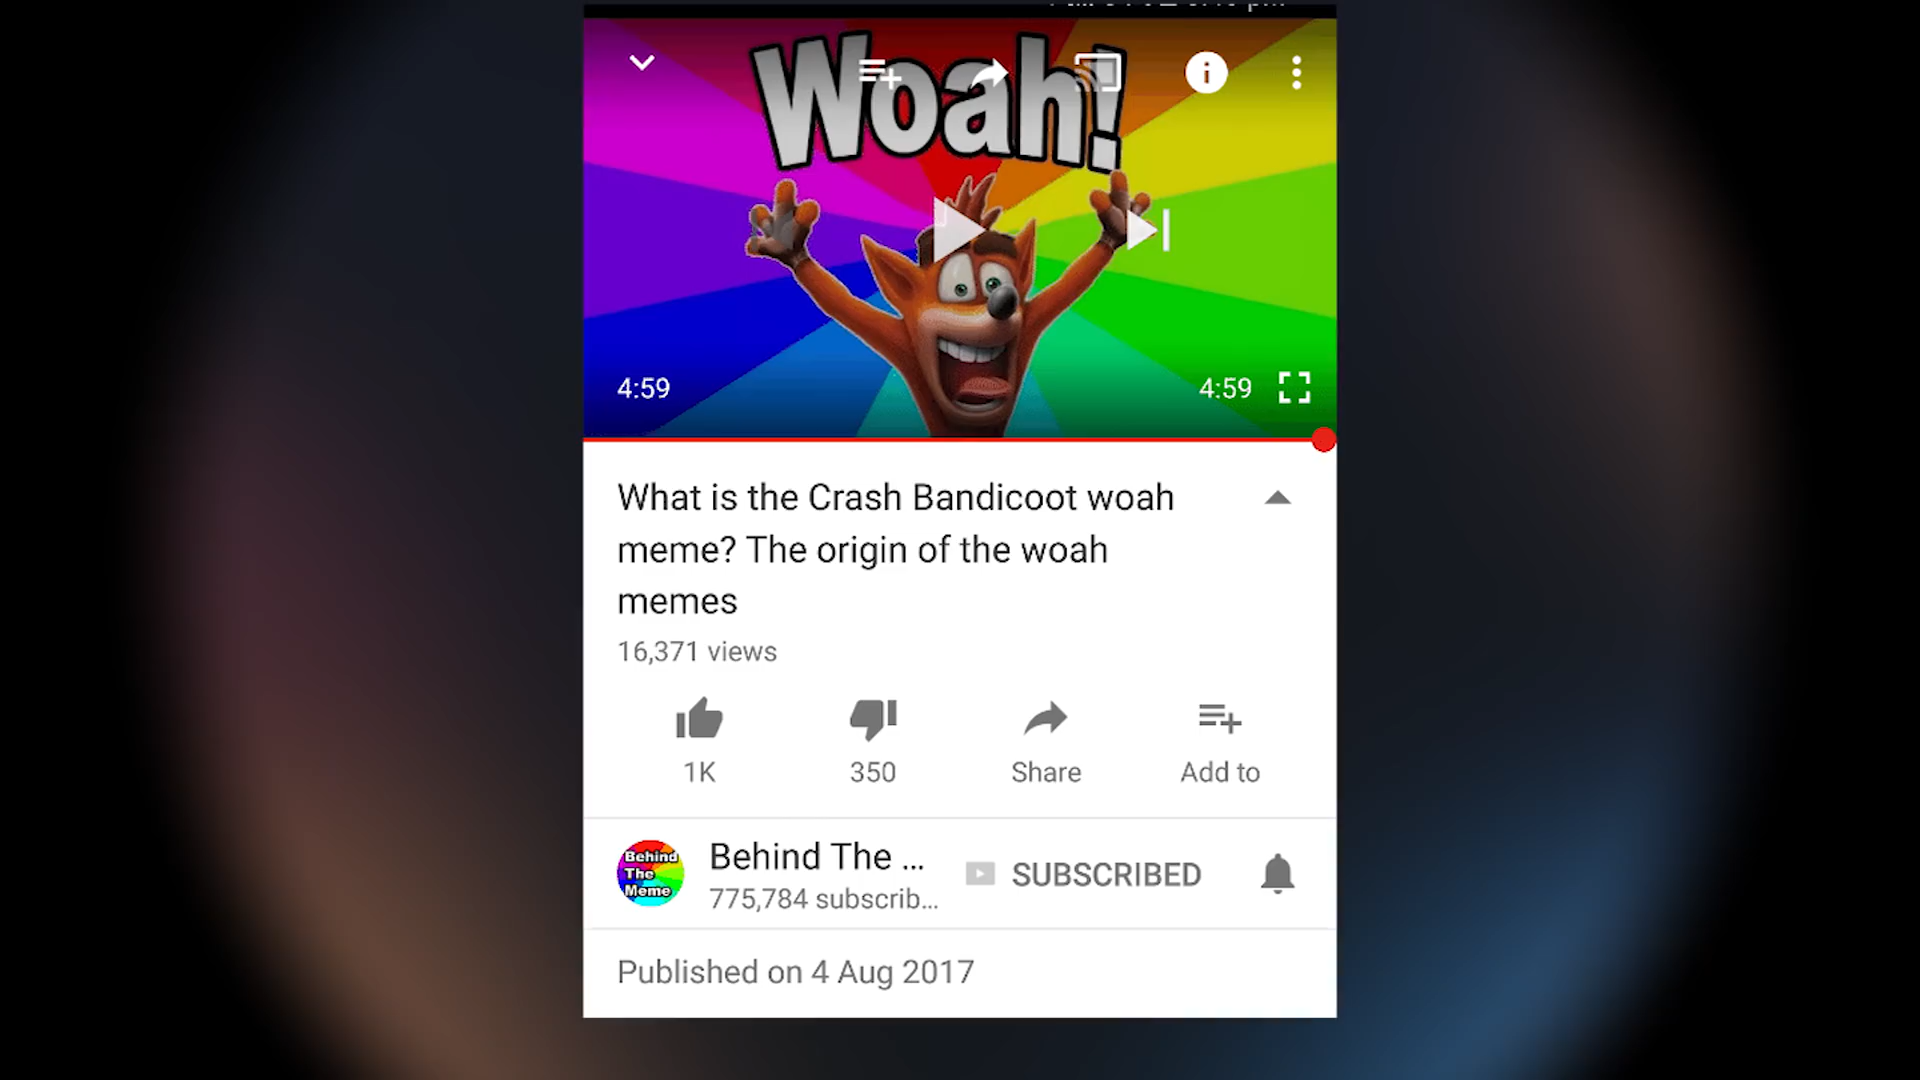 Woah!
4:59
4:59
What is the Crash Bandicoot woah
meme? The origin of the woah
memes
16,371 views
1K
350
Share
Add to
Behind The ...
Behind
The
Meme
775,784 subscrib...
SUBSCRIBED
Published on 4 Aug 2017